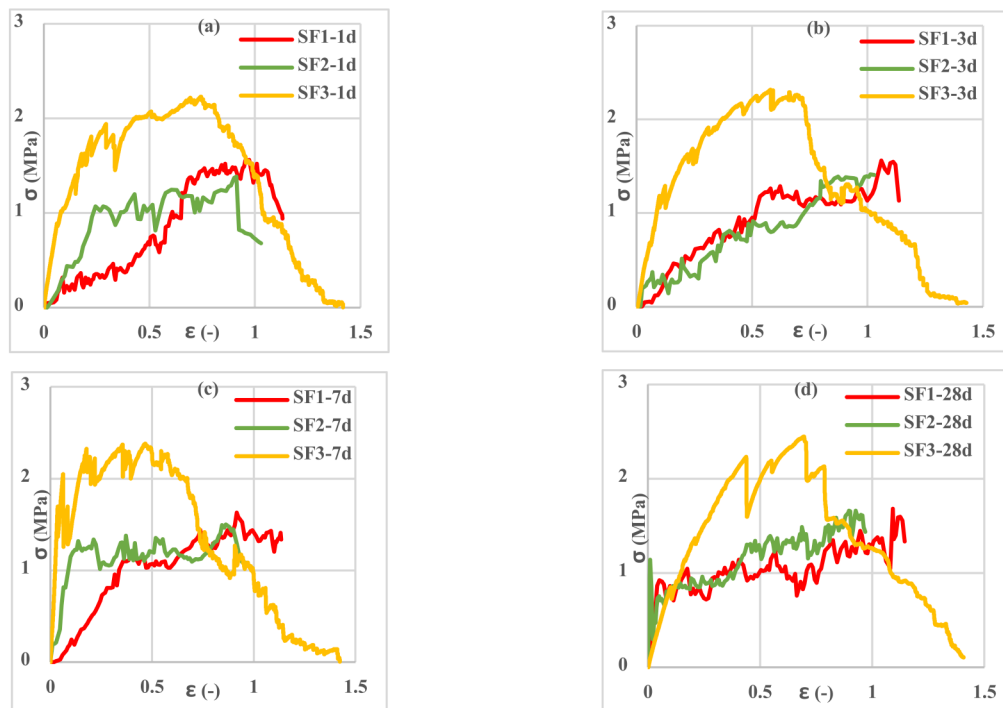 (a)
SF1-1d
SF2-1d
SF3-1d
3
2
1
0
σ (MPa)
0 0.5 1 1.5
ε (-)
(b)
SF1-3d
SF2-3d
SF3-3d
3
2
1
0
σ (MPa)
0 0.5 1 1.5
ε (-)
(c)
SF1-7d
SF2-7d
SF3-7d
3
2
1
0
σ (MPa)
0 0.5 1 1.5
ε (-)
(d)
SF1-28d
SF2-28d
SF3-28d
3
2
1
0
σ (MPa)
0 0.5 1 1.5
ε (-)